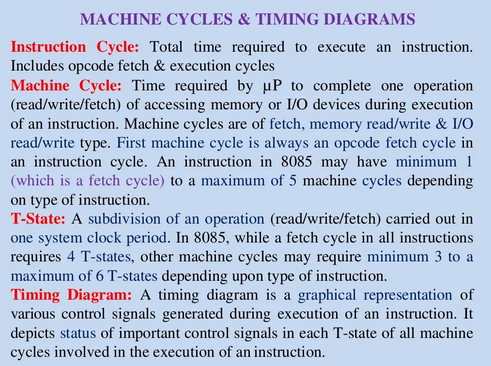 MACHINE CYCLES & TIMING DIAGRAMS
Instruction Cycle: Total time required to execute an instruction.
Includes opcode fetch & execution cycles
Machine Cycle: Time required by µP to complete one operation
(read/write/fetch) of accessing memory or I/O devices during execution
of an instruction. Machine cycles are of fetch, memory read/write & I/O
read/write type. First machine cycle is always an opcode fetch cycle in
an instruction cycle. An instruction in 8085 may have minimum 1
(which is a fetch cycle) to a maximum of 5 machine cycles depending
on type of instruction.
T-State: A subdivision of an operation (read/write/fetch) carried out in
one system clock period. In 8085, while a fetch cycle in all instructions
requires 4 T-states, other machine cycles may require minimum 3 to a
maximum of 6 T-states depending upon type of instruction.
Timing Diagram: A timing diagram is a graphical representation of
various control signals generated during execution of an instruction. It
depicts status of important control signals in each T-state of all machine
cycles involved in the execution of an instruction.